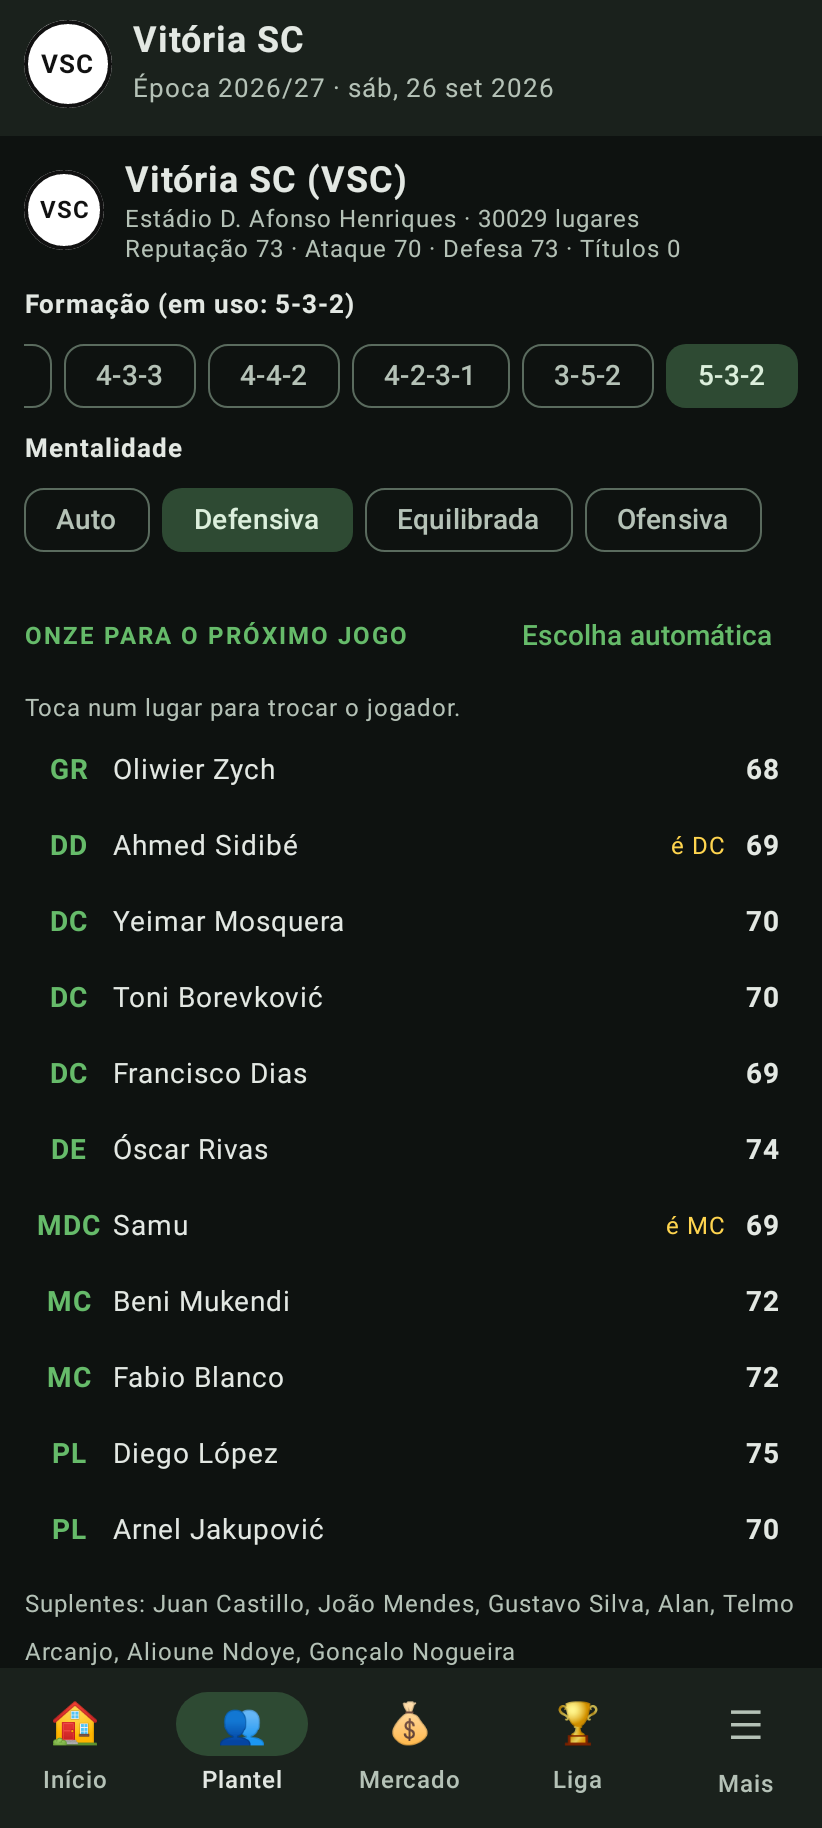 VSC
Vitória SC
Época 2026/27 · sáb, 26 set 2026
VSC
Vitória SC (VSC)
Estádio D. Afonso Henriques · 30029 lugares
Reputação 73 · Ataque 70 · Defesa 73 · Títulos 0
Formação (em uso: 5-3-2)
4-3-3 4-4-2 4-2-3-1 3-5-2 5-3-2
Mentalidade
Auto Defensiva Equilibrada Ofensiva
ONZE PARA O PRÓXIMO JOGO Escolha automática
Toca num lugar para trocar o jogador.
GR Oliwier Zych 68
DD Ahmed Sidibé é DC 69
DC Yeimar Mosquera 70
DC Toni Borevković 70
DC Francisco Dias 69
DE Óscar Rivas 74
MDC Samu é MC 69
MC Beni Mukendi 72
MC Fabio Blanco 72
PL Diego López 75
PL Arnel Jakupović 70
Suplentes: Juan Castillo, João Mendes, Gustavo Silva, Alan, Telmo
Arcanjo, Alioune Ndoye, Gonçalo Nogueira
Início Plantel Mercado Liga Mais